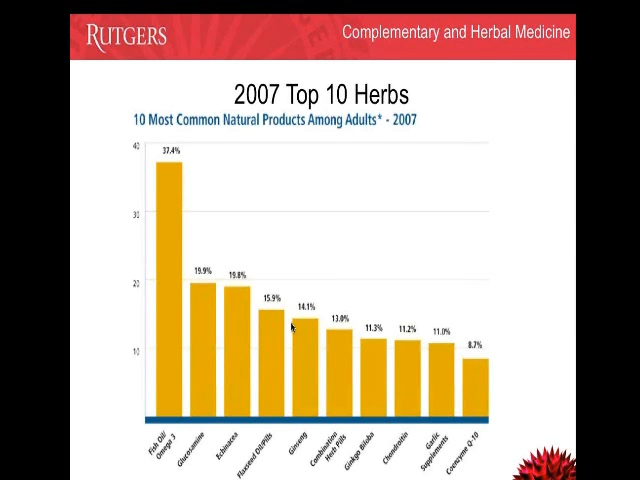 RUTGERS
Complementary and Herbal Medicine
2007 Top 10 Herbs
10 Most Common Natural Products Among Adults* - 2007
40
30
20
10
37.4%
19.9%
19.8%
15.9%
14.1%
13.0%
11.3%
11.2%
11.0%
8.7%
Fish Oil/
Omega 3
Glucosamine
Echinacea
Flaxseed Oil/Pills
Ginseng
Combination
Herb Pills
Ginkgo Biloba
Chondroitin
Garlic
Supplements
Coenzyme Q-10